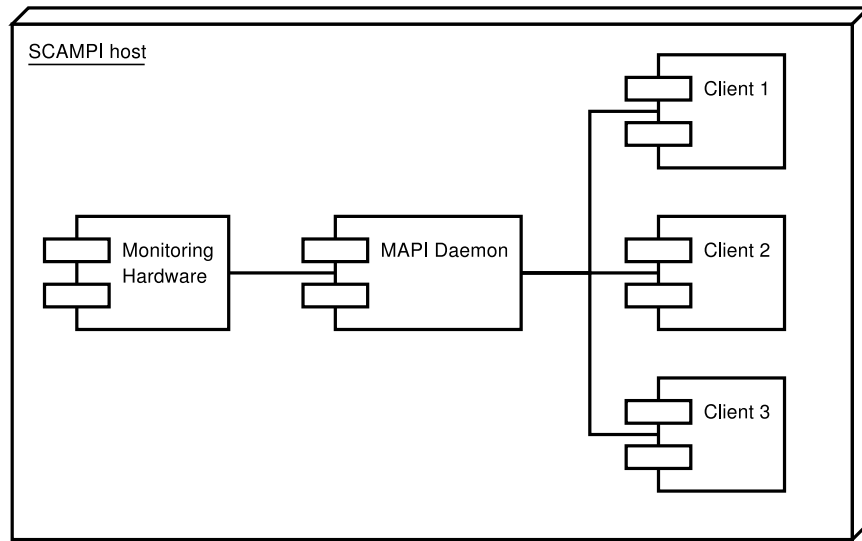 SCAMPI host
Client 1
Monitoring
Hardware
MAPI Daemon
Client 2
Client 3